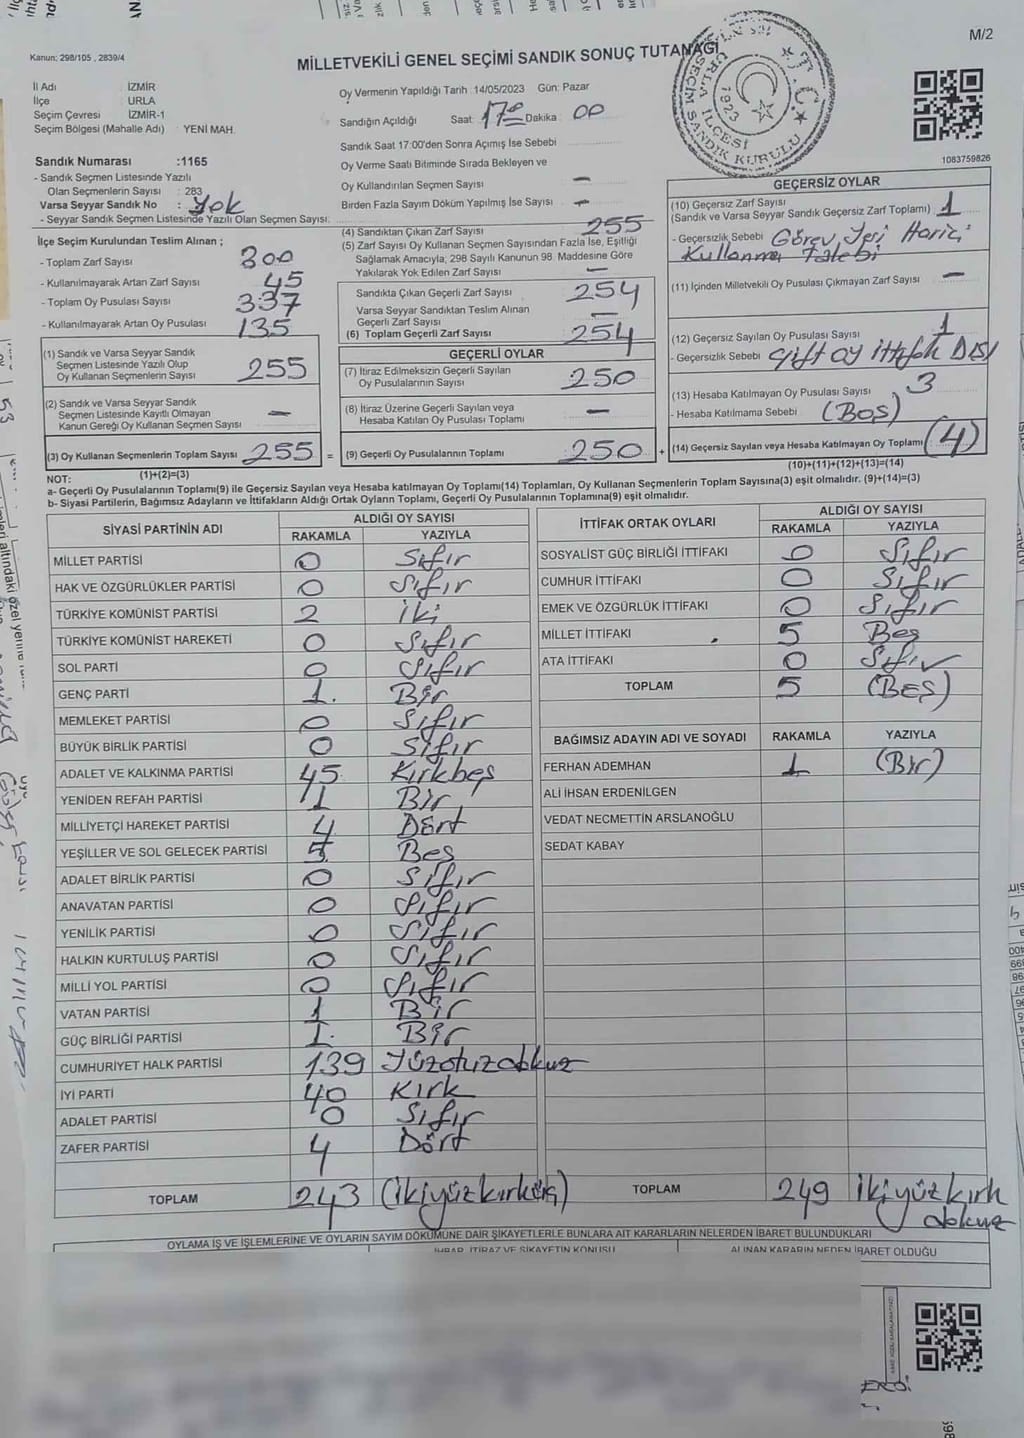 M/2
Kanun: 298/105 , 2839/4
MİLLETVEKİLİ GENEL SEÇİMİ SANDIK SONUÇ TUTANAĞI
İl Adı İZMİR
İlçe URLA
Seçim Çevresi İZMİR-1
Seçim Bölgesi (Mahalle Adı) YENİ MAH.
Sandık Numarası :1165
- Sandık Seçmen Listesinde Yazılı
Olan Seçmenlerin Sayısı : 283
Varsa Seyyar Sandık No : Yok
- Seyyar Sandık Seçmen Listesinde Yazılı Olan Seçmen Sayısı:
İlçe Seçim Kurulundan Teslim Alınan ;
- Toplam Zarf Sayısı 300
- Kullanılmayarak Artan Zarf Sayısı 45
- Toplam Oy Pusulası Sayısı 337
- Kullanılmayarak Artan Oy Pusulası 135
(1) Sandık ve Varsa Seyyar Sandık
Seçmen Listesinde Yazılı Olup
Oy Kullanan Seçmenlerin Sayısı 255
(2) Sandık ve Varsa Seyyar Sandık
Seçmen Listesinde Kayıtlı Olmayan
Kanun Gereği Oy Kullanan Seçmen Sayısı –
(3) Oy Kullanan Seçmenlerin Toplam Sayısı 255 =
(1)+(2)=(3)
Oy Vermenin Yapıldığı Tarih :14/05/2023 Gün: Pazar
Sandığın Açıldığı Saat 17⁰⁰ Dakika 00
Sandık Saat 17:00'den Sonra Açımış İse Sebebi
Oy Verme Saati Bitiminde Sırada Bekleyen ve
Oy Kullandırılan Seçmen Sayısı –
Birden Fazla Sayım Döküm Yapılmış İse Sayısı –
(4) Sandıktan Çıkan Zarf Sayısı 255
(5) Zarf Sayısı Oy Kullanan Seçmen Sayısından Fazla İse, Eşitliği
Sağlamak Amacıyla, 298 Sayılı Kanunun 98. Maddesine Göre
Yakılarak Yok Edilen Zarf Sayısı –
Sandıkta Çıkan Geçerli Zarf Sayısı 254
Varsa Seyyar Sandıktan Teslim Alınan
Geçerli Zarf Sayısı –
(6) Toplam Geçerli Zarf Sayısı 254
GEÇERLİ OYLAR
(7) İtiraz Edilmeksizin Geçerli Sayılan
Oy Pusulalarının Sayısı 250
(8) İtiraz Üzerine Geçerli Sayılan veya
Hesaba Katılan Oy Pusulası Toplamı –
(9) Geçerli Oy Pusulalarının Toplamı 250 +
T.C.
URLA İLÇESİ
SEÇİM SANDIK KURULU
1923
1083759826
GEÇERSİZ OYLAR
(10) Geçersiz Zarf Sayısı 1
(Sandık ve Varsa Seyyar Sandık Geçersiz Zarf Toplamı)
- Geçersizlik Sebebi Görev Yeri Harici
Kullanma Talebi
(11) İçinden Milletvekili Oy Pusulası Çıkmayan Zarf Sayısı –
(12) Geçersiz Sayılan Oy Pusulası Sayısı 1
- Geçersizlik Sebebi Çift oy ittifak DIŞI
(13) Hesaba Katılmayan Oy Pusulası Sayısı 3
- Hesaba Katılmama Sebebi (Boş)
(14) Geçersiz Sayılan veya Hesaba Katılmayan Oy Toplamı (4)
(10)+(11)+(12)+(13)=(14)
NOT:
a- Geçerli Oy Pusulalarının Toplamı(9) ile Geçersiz Sayılan veya Hesaba katılmayan Oy Toplamı(14) Toplamları, Oy Kullanan Seçmenlerin Toplam Sayısına(3) eşit olmalıdır. (9)+(14)=(3)
b- Siyasi Partilerin, Bağımsız Adayların ve İttifakların Aldığı Ortak Oyların Toplamı, Geçerli Oy Pusulalarının Toplamına(9) eşit olmalıdır.
SİYASİ PARTİNİN ADI ALDIĞI OY SAYISI
RAKAMLA YAZIYLA
MİLLET PARTİSİ 0 Sıfır
HAK VE ÖZGÜRLÜKLER PARTİSİ 0 Sıfır
TÜRKİYE KOMÜNİST PARTİSİ 2 İki
TÜRKİYE KOMÜNİST HAREKETİ 0 Sıfır
SOL PARTİ 0 Sıfır
GENÇ PARTİ 1. Bir
MEMLEKET PARTİSİ 0 Sıfır
BÜYÜK BİRLİK PARTİSİ 0 Sıfır
ADALET VE KALKINMA PARTİSİ 45 Kırkbeş
YENİDEN REFAH PARTİSİ 1 Bir
MİLLİYETÇİ HAREKET PARTİSİ 4 Dört
YEŞİLLER VE SOL GELECEK PARTİSİ 5 Beş
ADALET BİRLİK PARTİSİ 0 Sıfır
ANAVATAN PARTİSİ 0 Sıfır
YENİLİK PARTİSİ 0 Sıfır
HALKIN KURTULUŞ PARTİSİ 0 Sıfır
MİLLİ YOL PARTİSİ 0 Sıfır
VATAN PARTİSİ 1 Bir
GÜÇ BİRLİĞİ PARTİSİ 1. Bir
CUMHURİYET HALK PARTİSİ 139 Yüzotuzdokuz
İYİ PARTİ 40 Kırk
ADALET PARTİSİ 0 Sıfır
ZAFER PARTİSİ 4 Dört
TOPLAM 243 (ikiyüzkırküç)
İTTİFAK ORTAK OYLARI ALDIĞI OY SAYISI
RAKAMLA YAZIYLA
SOSYALİST GÜÇ BİRLİĞİ İTTİFAKI 0 Sıfır
CUMHUR İTTİFAKI 0 Sıfır
EMEK VE ÖZGÜRLÜK İTTİFAKI 0 Sıfır
MİLLET İTTİFAKI 5 Beş
ATA İTTİFAKI 0 Sıfır
TOPLAM 5 (BEŞ)
BAĞIMSIZ ADAYIN ADI VE SOYADI RAKAMLA YAZIYLA
FERHAN ADEMHAN 1 (Bir)
ALİ İHSAN ERDENİLGEN
VEDAT NECMETTİN ARSLANOĞLU
SEDAT KABAY
TOPLAM 249 ikiyüzkırk
dokuz
OYLAMA İŞ VE İŞLEMLERİNE VE OYLARIN SAYIM DÖKÜMÜNE DAİR ŞİKAYETLERLE BUNLARA AİT KARARLARIN NELERDEN İBARET BULUNDUKLARI
İHBAR, İTİRAZ VE ŞİKAYETİN KONUSU ALINAN KARARIN NEDEN İBARET OLDUĞU